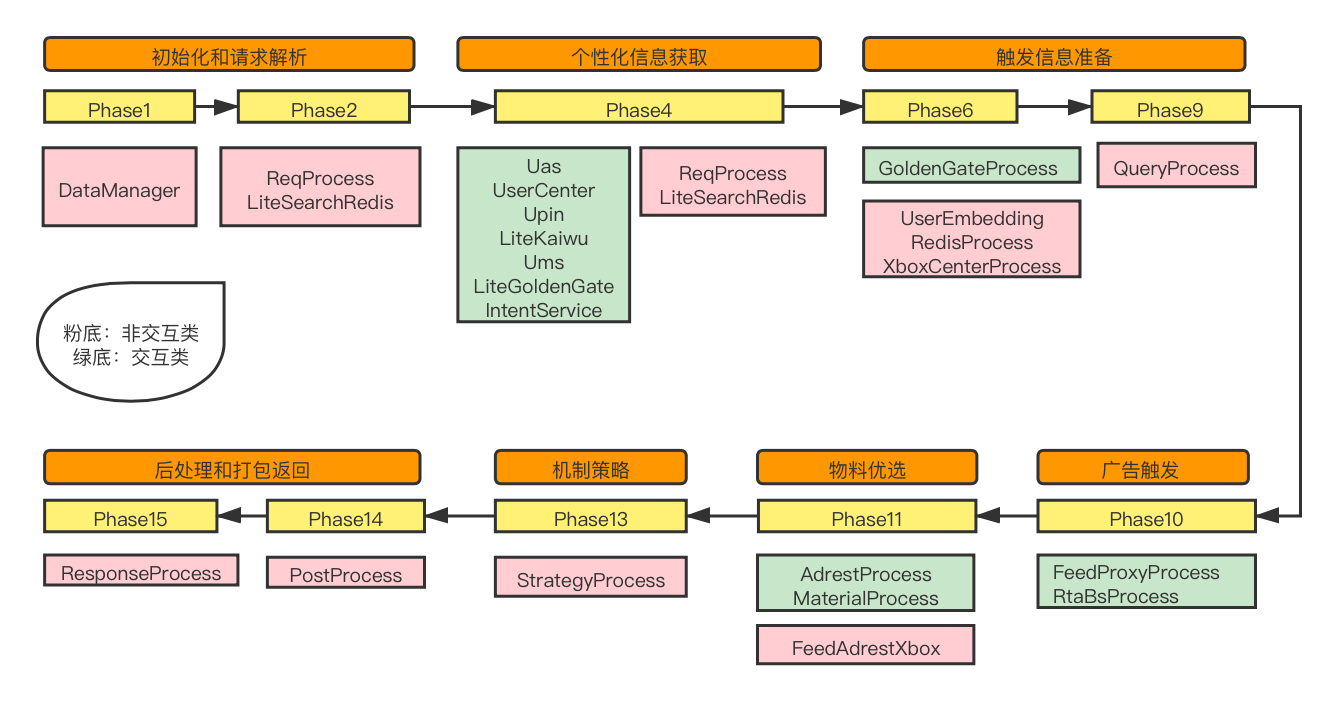 初始化和请求解析
个性化信息获取
触发信息准备
Phase1
Phase2
Phase4
Phase6
Phase9
DataManager
ReqProcess
LiteSearchRedis
Uas
UserCenter
Upin
LiteKaiwu
Ums
LiteGoldenGate
IntentService
ReqProcess
LiteSearchRedis
GoldenGateProcess
UserEmbedding
RedisProcess
XboxCenterProcess
QueryProcess
粉底：非交互类
绿底：交互类
后处理和打包返回
机制策略
物料优选
广告触发
Phase15
Phase14
Phase13
Phase11
Phase10
ResponseProcess
PostProcess
StrategyProcess
AdrestProcess
MaterialProcess
FeedAdrestXbox
FeedProxyProcess
RtaBsProcess